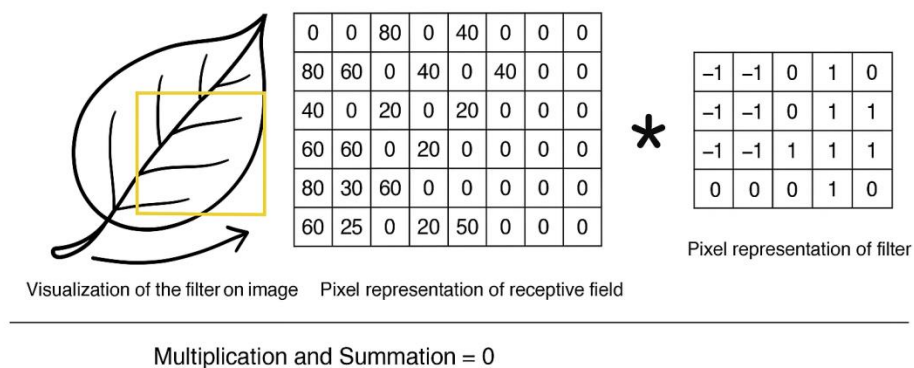 0 0 80 0 40 0 0 0
80 60 0 40 0 40 0 0
40 0 20 0 20 0 0 0
60 60 0 20 0 0 0 0
80 30 60 0 0 0 0 0
60 25 0 20 50 0 0 0
*
−1 −1 0 1 0
−1 −1 0 1 1
−1 −1 1 1 1
0 0 0 1 0
Visualization of the filter on image
Pixel representation of receptive field
Pixel representation of filter
Multiplication and Summation = 0